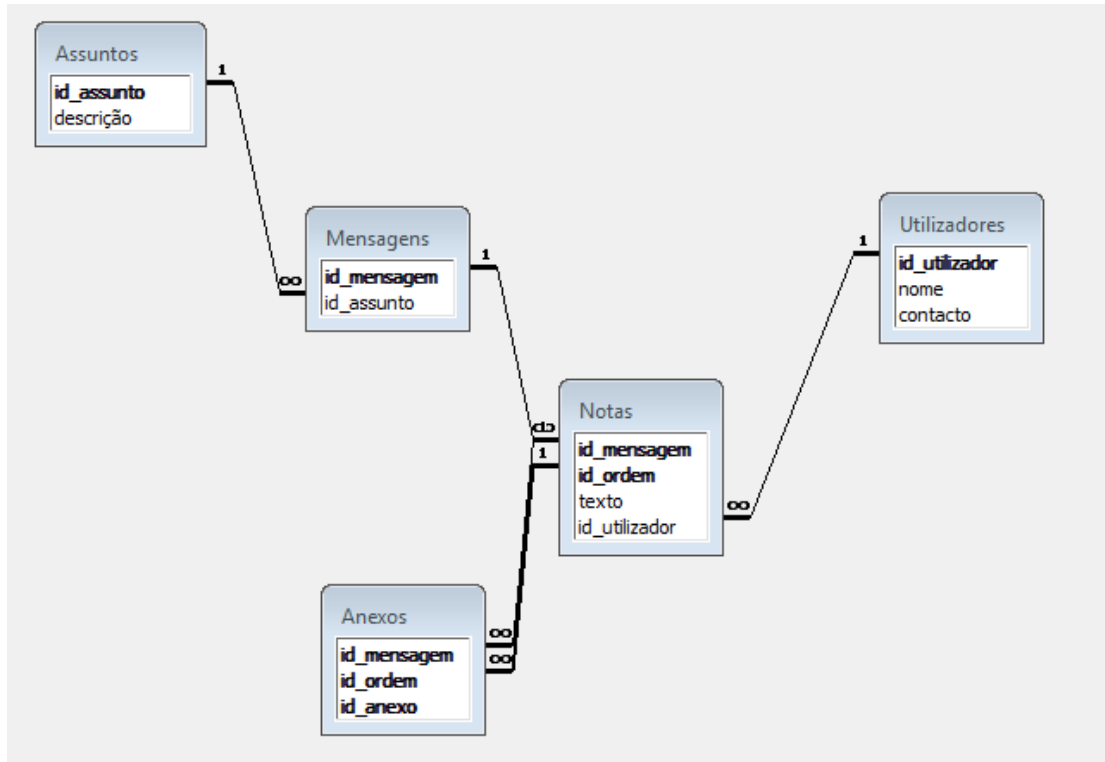 Assuntos
id_assunto
descrição
1
∞
Mensagens
id_mensagem
id_assunto
1
Utilizadores
id_utilizador
nome
contacto
1
∞
Notas
id_mensagem
id_ordem
texto
id_utilizador
∞
1
Anexos
id_mensagem
id_ordem
id_anexo
∞
∞